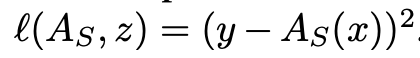 ℓ(A_S, z) = (y − A_S(x))².